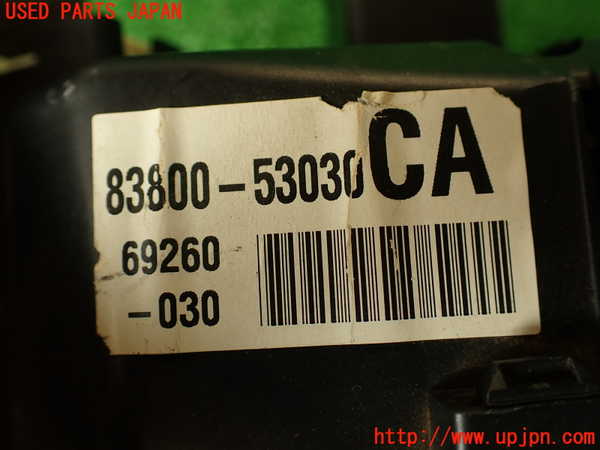 USED PARTS JAPAN
83800-53030 CA
69260
-030
http://www.upjpn.com/